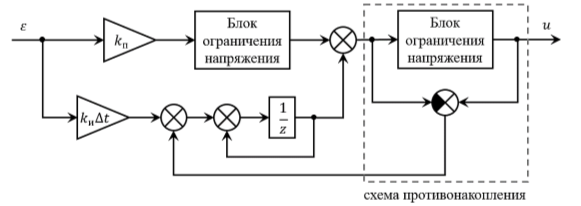 ε
kп
Блок
ограничения
напряжения
Блок
ограничения
напряжения
u
kиΔt
1
z
схема противонакопления